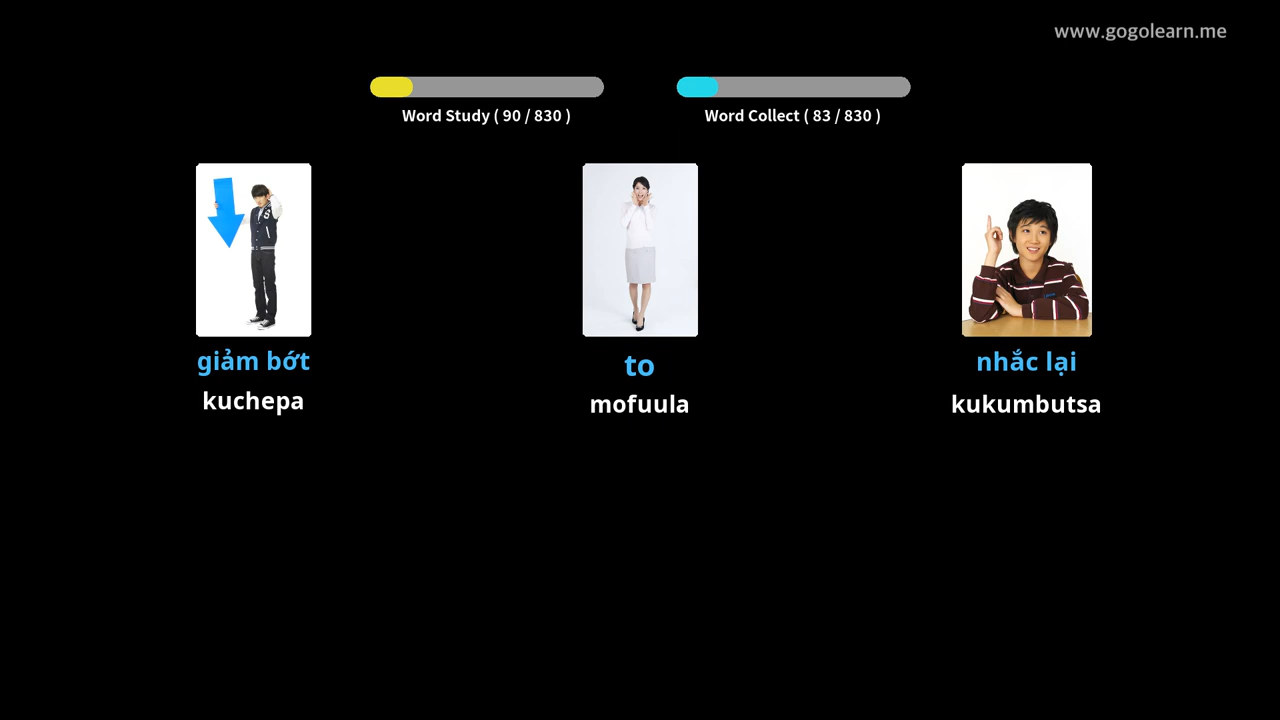 www.gogolearn.me
Word Study ( 90 / 830 )
Word Collect ( 83 / 830 )
giảm bớt
to
nhắc lại
kuchepa
mofuula
kukumbutsa